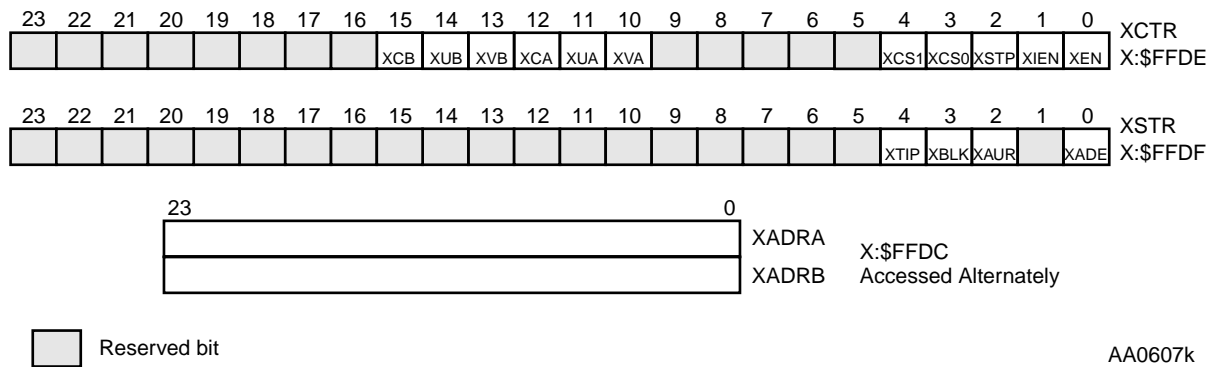 23 22 21 20 19 18 17 16 15 14 13 12 11 10 9 8 7 6 5 4 3 2 1 0
XCTR
XCB XUB XVB XCA XUA XVA XCS1 XCS0 XSTP XIEN XEN
X:$FFDE
23 22 21 20 19 18 17 16 15 14 13 12 11 10 9 8 7 6 5 4 3 2 1 0
XSTR
XTIP XBLK XAUR XADE
X:$FFDF
23 0
XADRA
X:$FFDC
XADRB
Accessed Alternately
Reserved bit
AA0607k